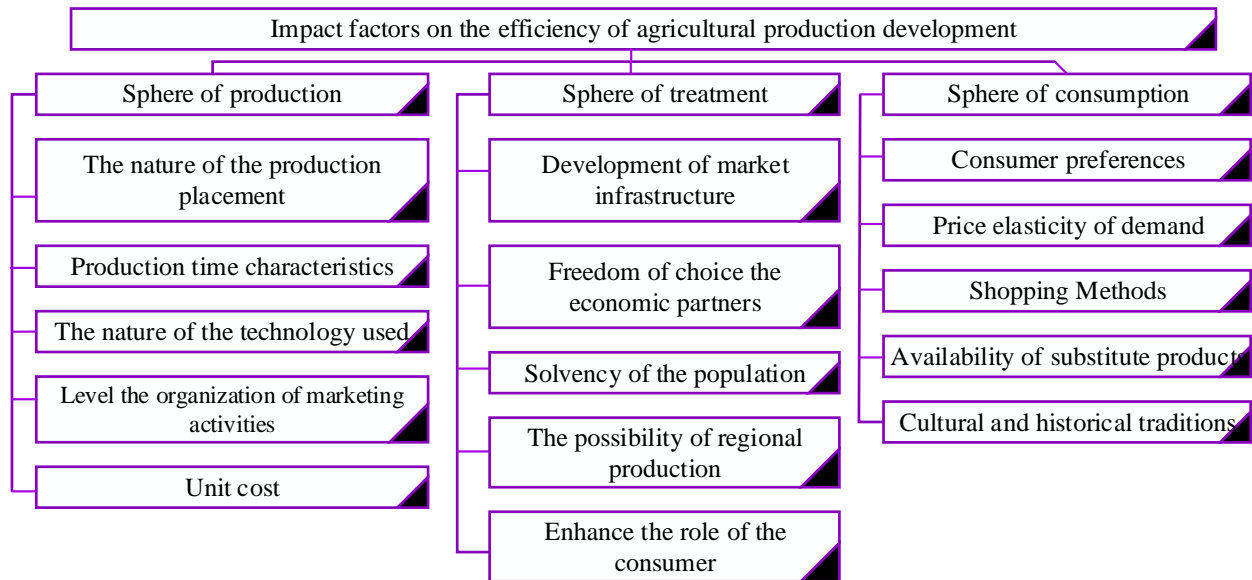 Impact factors on the efficiency of agricultural production development
Sphere of production
The nature of the production
placement
Production time characteristics
The nature of the technology used
Level the organization of marketing
activities
Unit cost
Sphere of treatment
Development of market
infrastructure
Freedom of choice the
economic partners
Solvency of the population
The possibility of regional
production
Enhance the role of the
consumer
Sphere of consumption
Consumer preferences
Price elasticity of demand
Shopping Methods
Availability of substitute products
Cultural and historical traditions